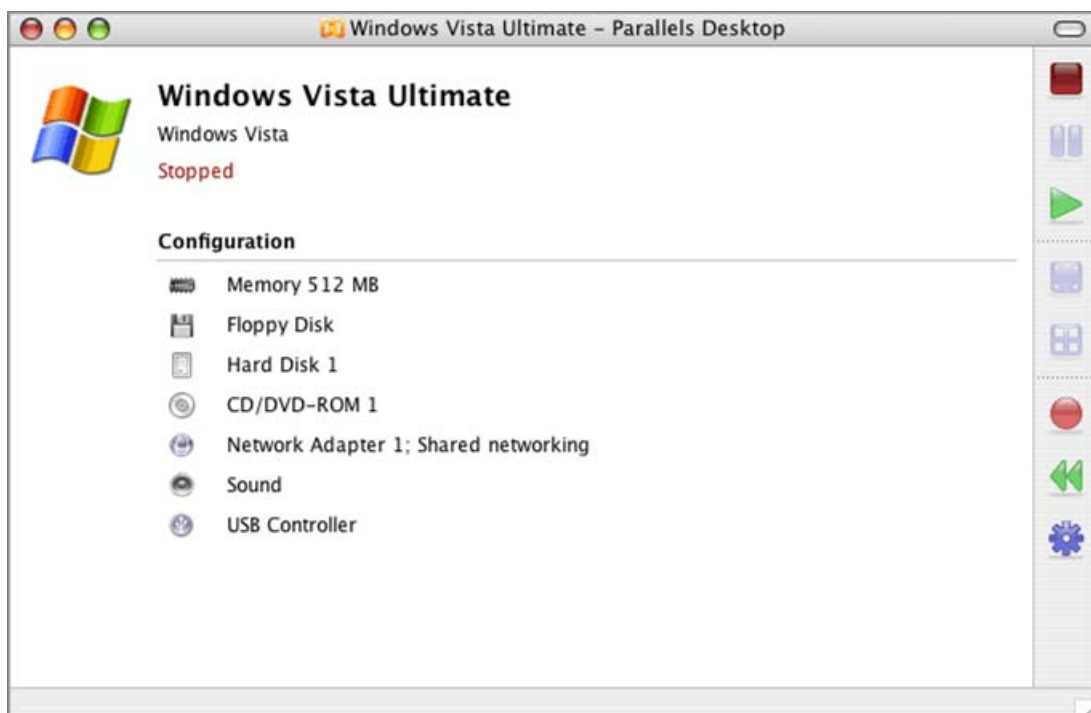 Windows Vista Ultimate – Parallels Desktop
Windows Vista Ultimate
Windows Vista
Stopped
Configuration
Memory 512 MB
Floppy Disk
Hard Disk 1
CD/DVD-ROM 1
Network Adapter 1; Shared networking
Sound
USB Controller